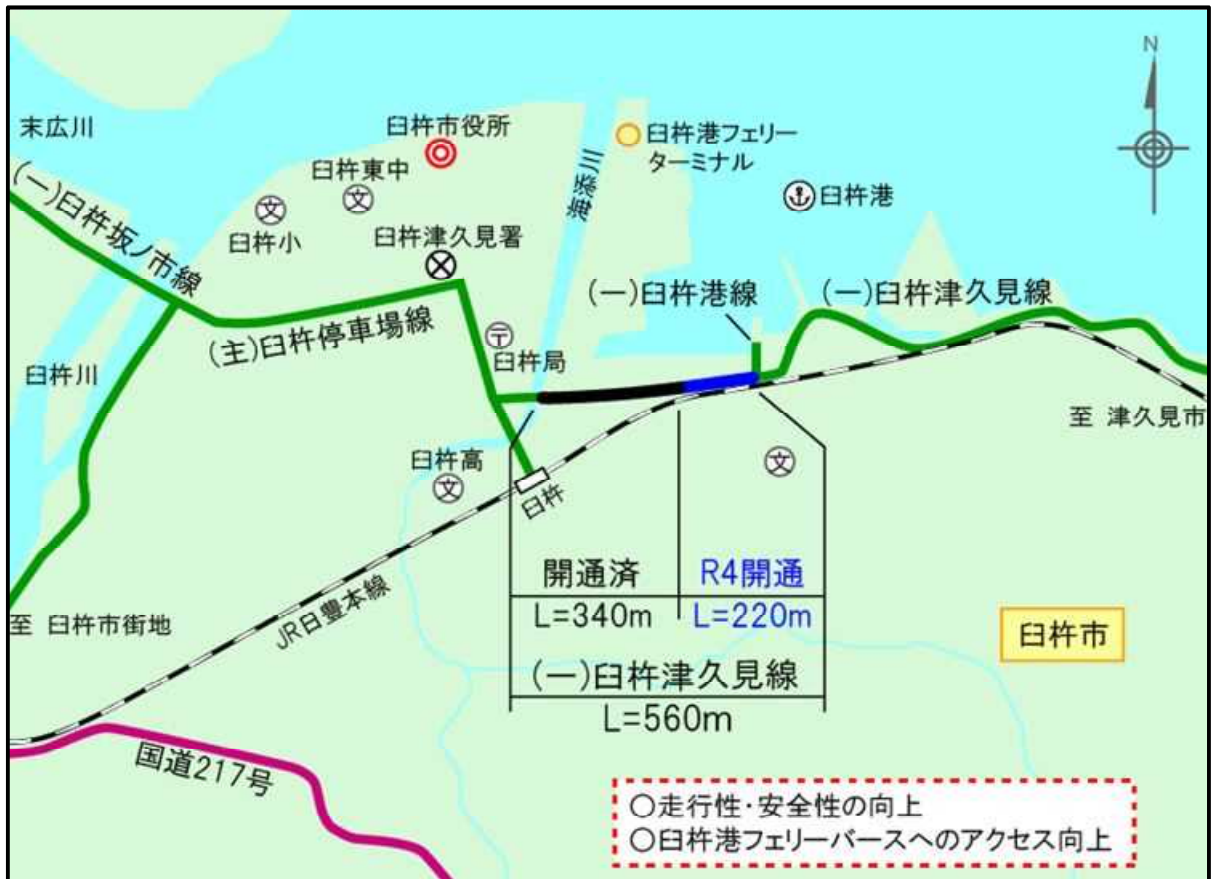 N
末広川
臼杵市役所
臼杵港フェリー
ターミナル
臼杵東中
文
文
臼杵小
海添川
臼杵港
(一)臼杵坂ノ市線
臼杵津久見署
(一)臼杵港線
(一)臼杵津久見線
(主)臼杵停車場線
〒
臼杵局
臼杵川
至 津久見市
臼杵高
文
文
臼杵
開通済
R4開通
L=340m
L=220m
JR日豊本線
至 臼杵市街地
臼杵市
(一)臼杵津久見線
L=560m
国道217号
○走行性・安全性の向上
○臼杵港フェリーバースへのアクセス向上